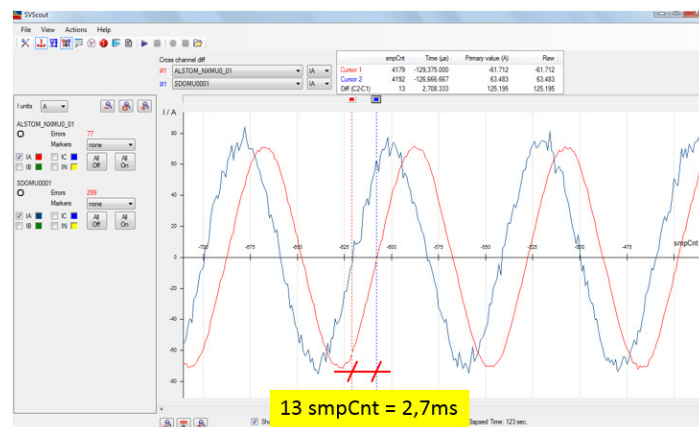 SVScout
File View Actions Help
Cross channel diff
#1 ALSTOM_NXMU0_01 IA
#1 SDOMU0001 IA
smpCnt Time (µs) Primary value (A) Raw
Cursor 1 4179 -129,375.000 -61.712 -61.712
Cursor 2 4192 -126,666.667 63.483 63.483
Diff (C2-C1) 13 2,708.333 125.195 125.195
I units A
ALSTOM_NXMU0_01
Errors 77
Markers none
IA IC All Off All On
IB IN
SDOMU0001
Errors 299
Markers none
IA IC All Off All On
IB IN
I / A
80
60
40
20
-700 -675 -650 -625 -600 -575 -550 -525 -500 -475 smpCnt
0
-20
-40
-60
-80
13 smpCnt = 2,7ms
Elapsed Time: 123 sec.